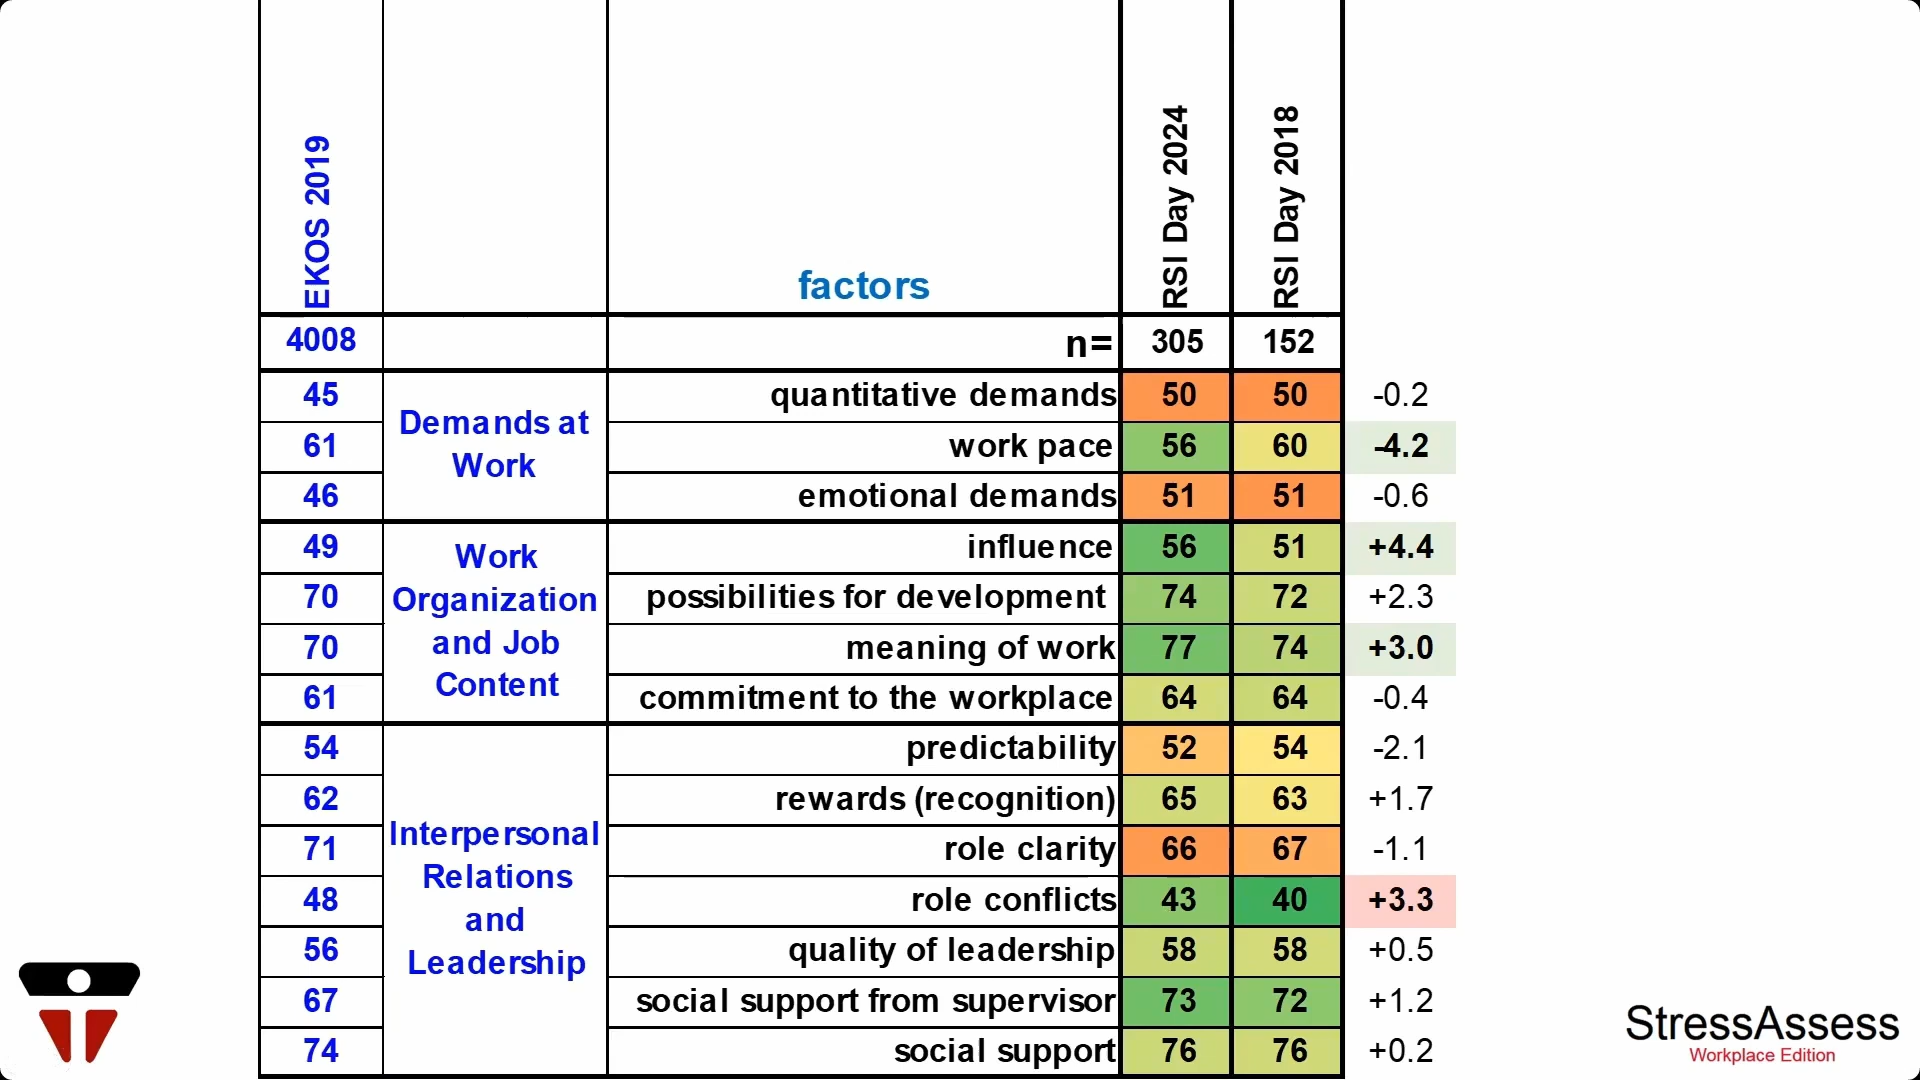 EKOS 2019 factors RSI Day 2024 RSI Day 2018
4008 n= 305 152
45 quantitative demands 50 50 -0.2
Demands at
Work
61 work pace 56 60 -4.2
46 emotional demands 51 51 -0.6
49 influence 56 51 +4.4
Work
Organization
and Job
Content
70 possibilities for development 74 72 +2.3
70 meaning of work 77 74 +3.0
61 commitment to the workplace 64 64 -0.4
54 predictability 52 54 -2.1
62 rewards (recognition) 65 63 +1.7
Interpersonal
Relations
and
Leadership
71 role clarity 66 67 -1.1
48 role conflicts 43 40 +3.3
56 quality of leadership 58 58 +0.5
67 social support from supervisor 73 72 +1.2
74 social support 76 76 +0.2
StressAssess
Workplace Edition